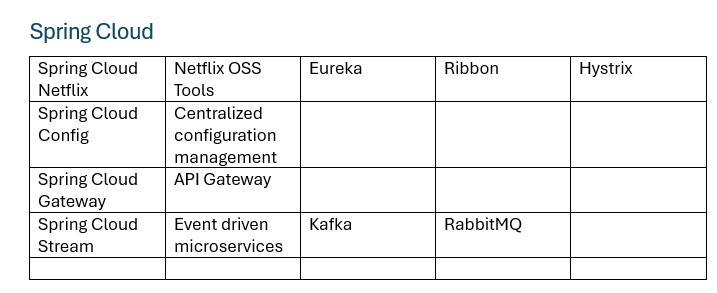 Spring Cloud
Spring Cloud Netflix OSS Eureka Ribbon Hystrix
Netflix Tools
Spring Cloud Centralized
Config configuration
management
Spring Cloud API Gateway
Gateway
Spring Cloud Event driven Kafka RabbitMQ
Stream microservices